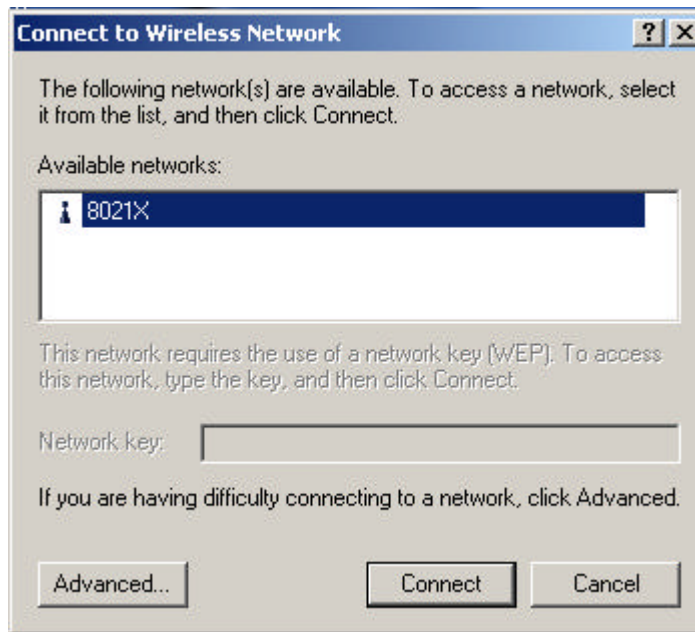 Connect to Wireless Network
The following network(s) are available. To access a network, select
it from the list, and then click Connect.
Available networks:
8021X
This network requires the use of a network key (WEP). To access
this network, type the key, and then click Connect.
Network key:
If you are having difficulty connecting to a network, click Advanced.
Advanced... Connect Cancel